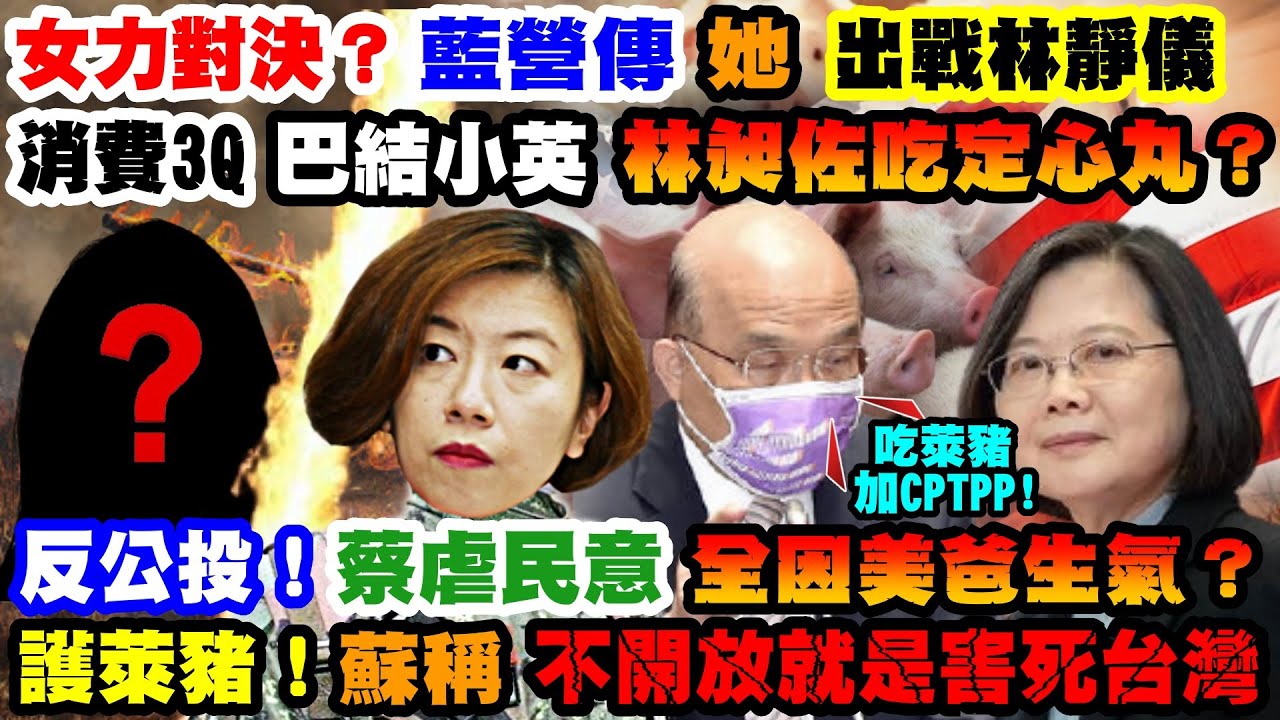 女力對決？藍營傳 她 出戰林靜儀
消費3Q 巴結小英 林昶佐吃定心丸？
?
吃萊豬
加CPTPP!
反公投！蔡虐民意 全因美爸生氣？
護萊豬！蘇稱 不開放就是害死台灣